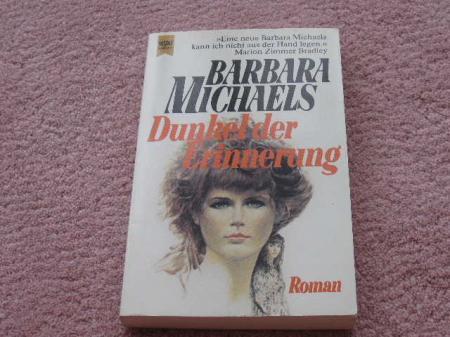 »Eine neue Barbara Michaels
kann ich nicht aus der Hand legen.«
Marion Zimmer Bradley
BARBARA
MICHAELS
Dunkel der
Erinnerung
Roman